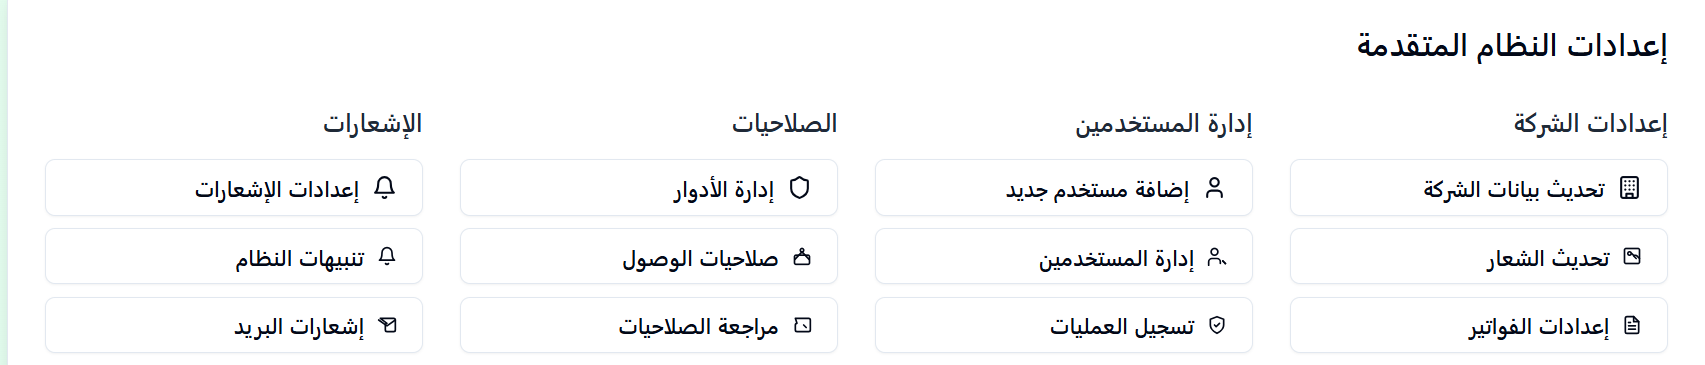 إعدادات النظام المتقدمة
إعدادات الشركة
تحديث بيانات الشركة
تحديث الشعار
إعدادات الفواتير
إدارة المستخدمين
إضافة مستخدم جديد
إدارة المستخدمين
تسجيل العمليات
الصلاحيات
إدارة الأدوار
صلاحيات الوصول
مراجعة الصلاحيات
الإشعارات
إعدادات الإشعارات
تنبيهات النظام
إشعارات البريد